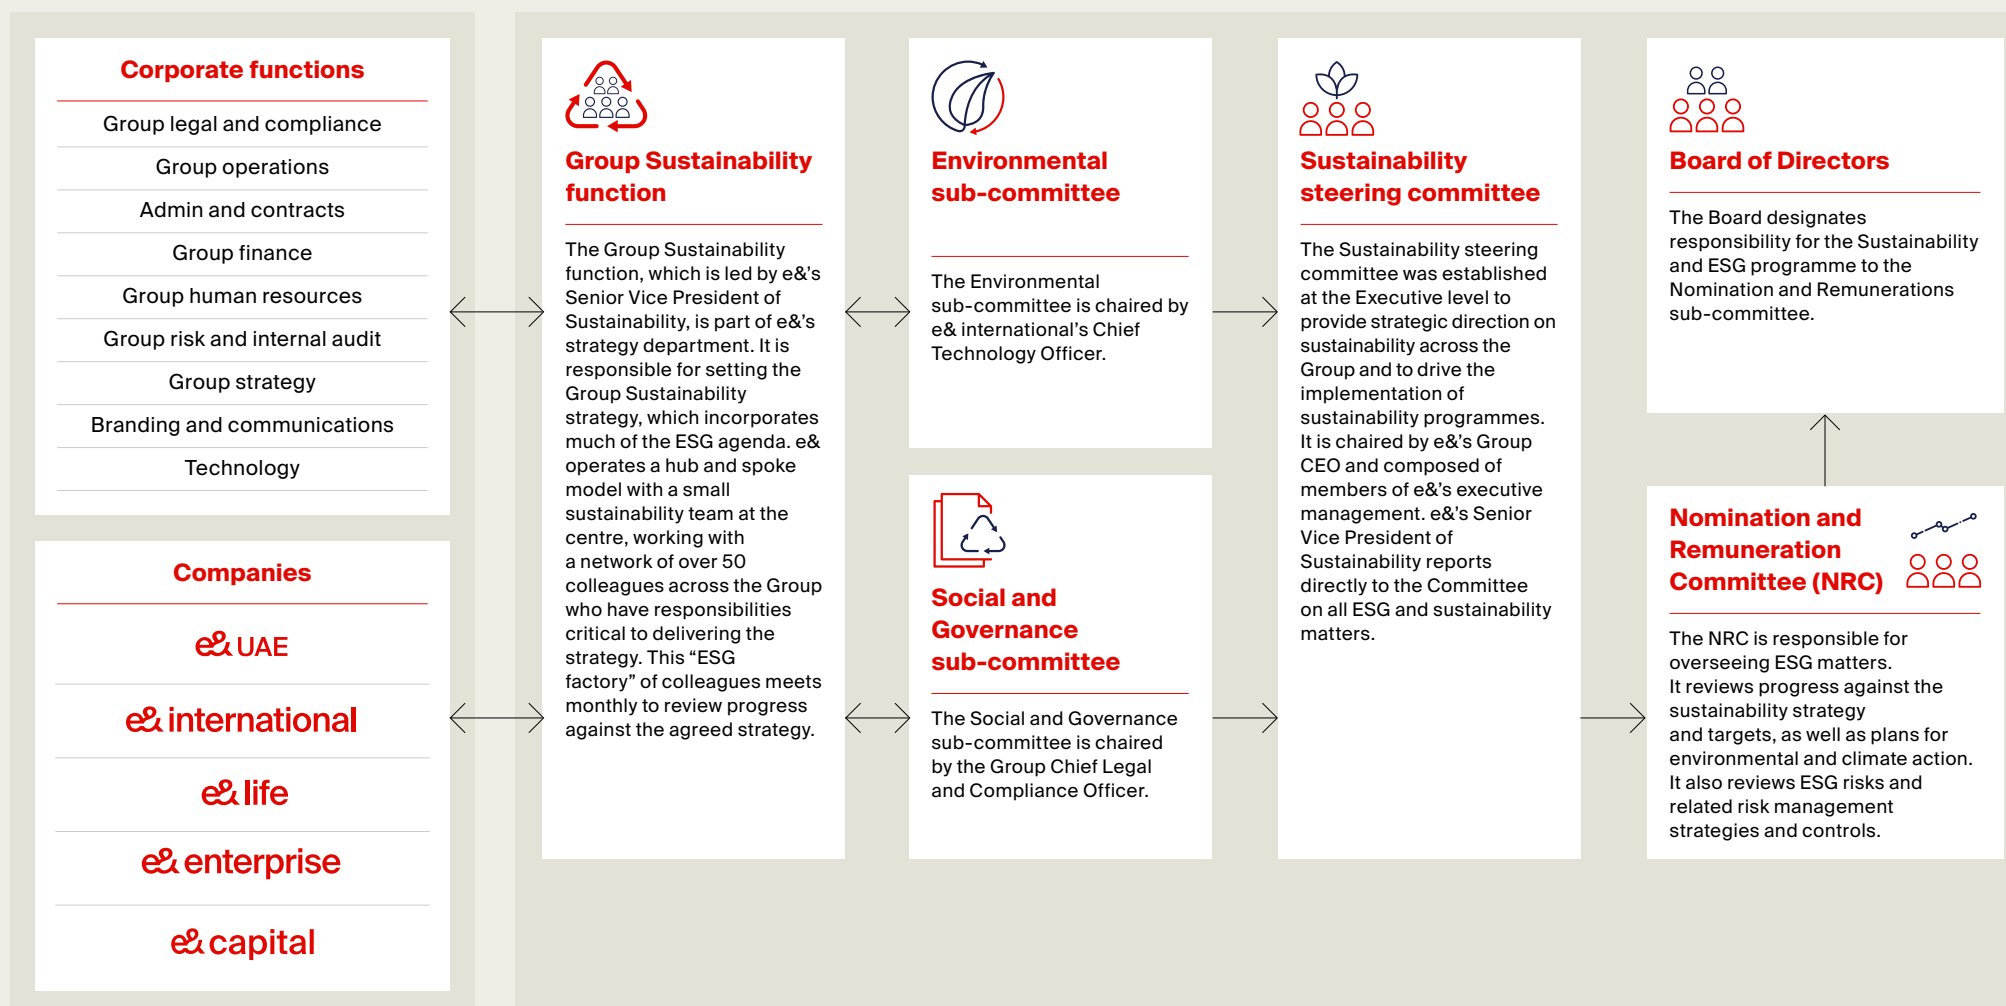 Corporate functions
Group legal and compliance
Group operations
Admin and contracts
Group finance
Group human resources
Group risk and internal audit
Group strategy
Branding and communications
Technology
Companies
e& UAE
e& international
e& life
e& enterprise
e& capital
Group Sustainability
function
The Group Sustainability
function, which is led by e&’s
Senior Vice President of
Sustainability, is part of e&’s
strategy department. It is
responsible for setting the
Group Sustainability
strategy, which incorporates
much of the ESG agenda. e&
operates a hub and spoke
model with a small
sustainability team at the
centre, working with
a network of over 50
colleagues across the Group
who have responsibilities
critical to delivering the
strategy. This “ESG
factory” of colleagues meets
monthly to review progress
against the agreed strategy.
Environmental
sub-committee
The Environmental
sub-committee is chaired by
e& international’s Chief
Technology Officer.
Social and
Governance
sub-committee
The Social and Governance
sub-committee is chaired
by the Group Chief Legal
and Compliance Officer.
Sustainability
steering committee
The Sustainability steering
committee was established
at the Executive level to
provide strategic direction on
sustainability across the
Group and to drive the
implementation of
sustainability programmes.
It is chaired by e&’s Group
CEO and composed of
members of e&’s executive
management. e&’s Senior
Vice President of
Sustainability reports
directly to the Committee
on all ESG and sustainability
matters.
Board of Directors
The Board designates
responsibility for the Sustainability
and ESG programme to the
Nomination and Remunerations
sub-committee.
Nomination and
Remuneration
Committee (NRC)
The NRC is responsible for
overseeing ESG matters.
It reviews progress against the
sustainability strategy
and targets, as well as plans for
environmental and climate action.
It also reviews ESG risks and
related risk management
strategies and controls.